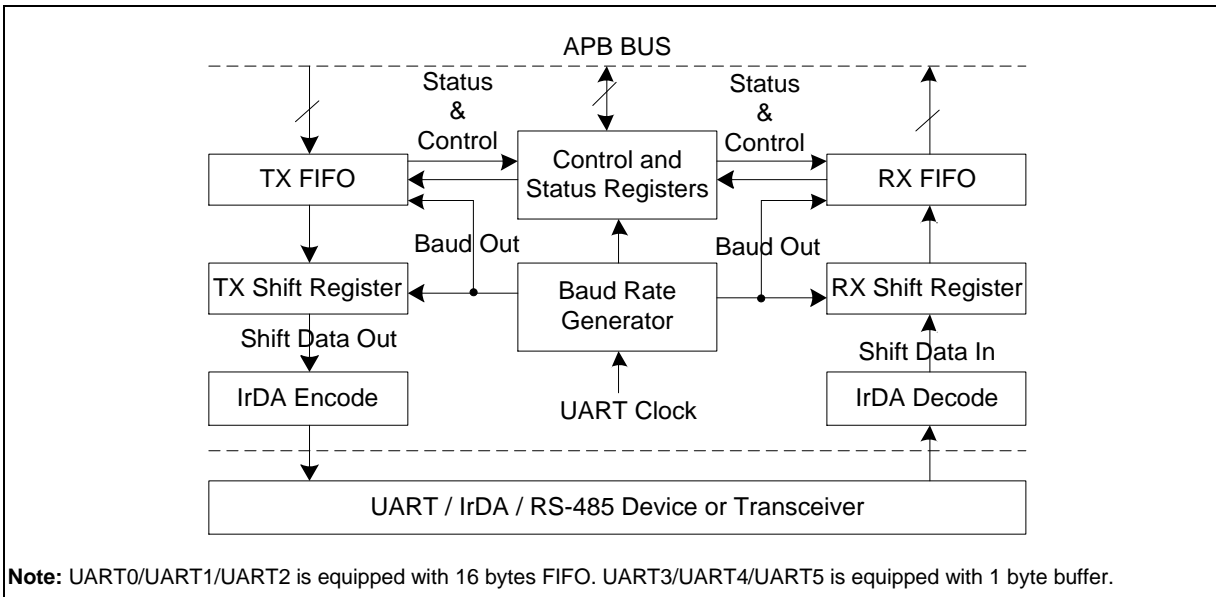 APB BUS
Status
&
Control
Status
&
Control
TX FIFO
Control and
Status Registers
RX FIFO
Baud Out
Baud Out
TX Shift Register
Baud Rate
Generator
RX Shift Register
Shift Data Out
Shift Data In
IrDA Encode
UART Clock
IrDA Decode
UART / IrDA / RS-485 Device or Transceiver
Note: UART0/UART1/UART2 is equipped with 16 bytes FIFO. UART3/UART4/UART5 is equipped with 1 byte buffer.